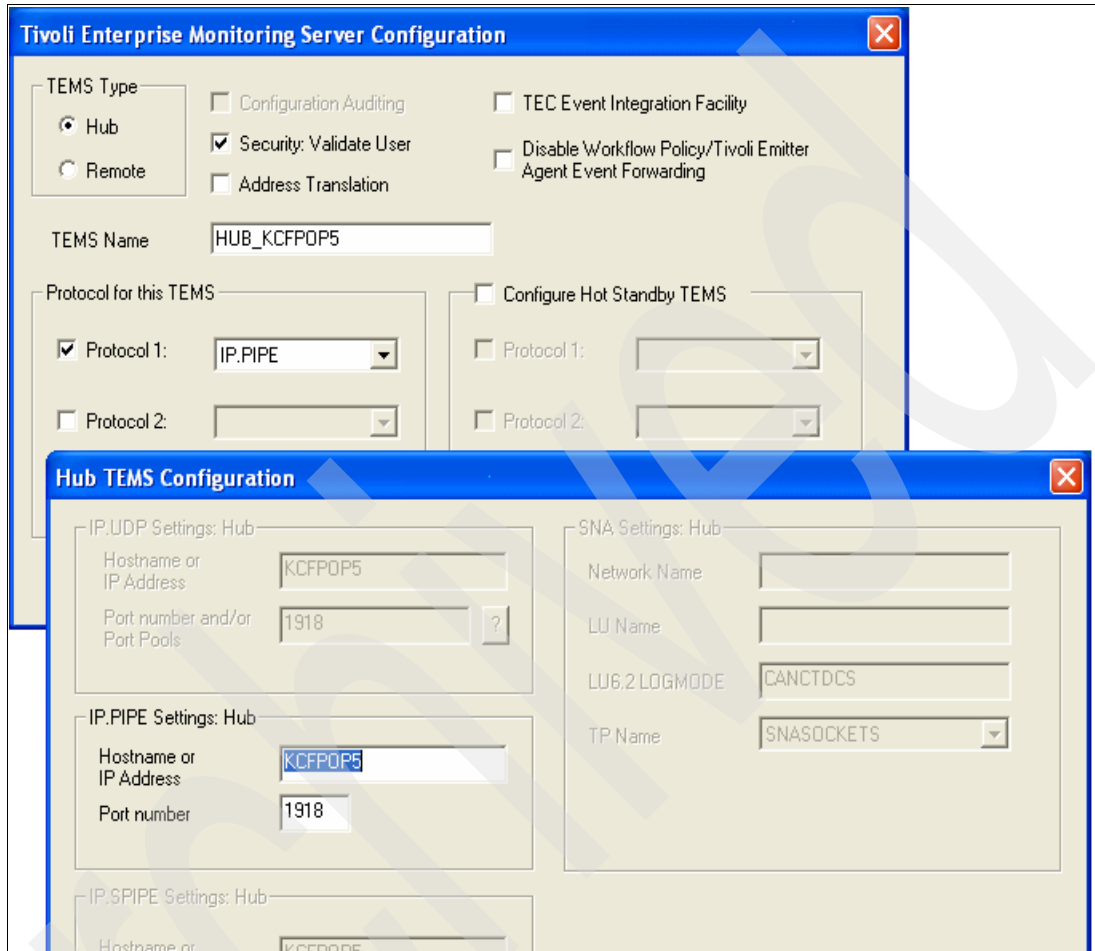 Tivoli Enterprise Monitoring Server Configuration
TEMS Type
Hub
Remote
Configuration Auditing
Security: Validate User
Address Translation
TEC Event Integration Facility
Disable Workflow Policy/Tivoli Emitter
Agent Event Forwarding
TEMS Name
HUB_KCFPOP5
Protocol for this TEMS
Protocol 1:
IP.PIPE
Protocol 2:
Configure Hot Standby TEMS
Protocol 1:
Protocol 2:
Hub TEMS Configuration
IP.UDP Settings: Hub
Hostname or
IP Address
KCFPOP5
Port number and/or
Port Pools
1918
?
IP.PIPE Settings: Hub
Hostname or
IP Address
KCFPOP5
Port number
1918
IP.SPIPE Settings: Hub
Hostname or
KCFPOP5
SNA Settings: Hub
Network Name
LU Name
LU6.2 LOGMODE
CANCTDCS
TP Name
SNASOCKETS